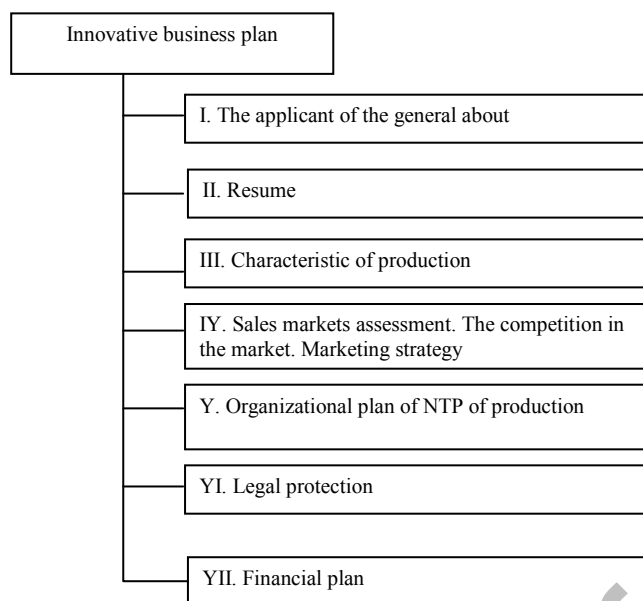 Innovative business plan
I. The applicant of the general about
II. Resume
III. Characteristic of production
IY. Sales markets assessment. The competition in
the market. Marketing strategy
Y. Organizational plan of NTP of production
YI. Legal protection
YII. Financial plan